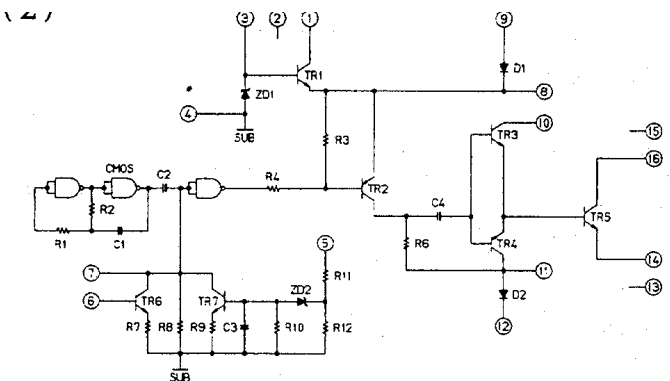 (2)
3 2 1 9
TR1 D1
ZD1 8
4 10
SUB R3 TR3 15
CMOS 16
C2 R4 TR2 C4
R2 TR5
R1 C1 R6 TR4
5 14
7 11
R11
6 TR6 TR7 ZD2 D2 13
R7 R8 R9 C3 R10 R12
12
SUB